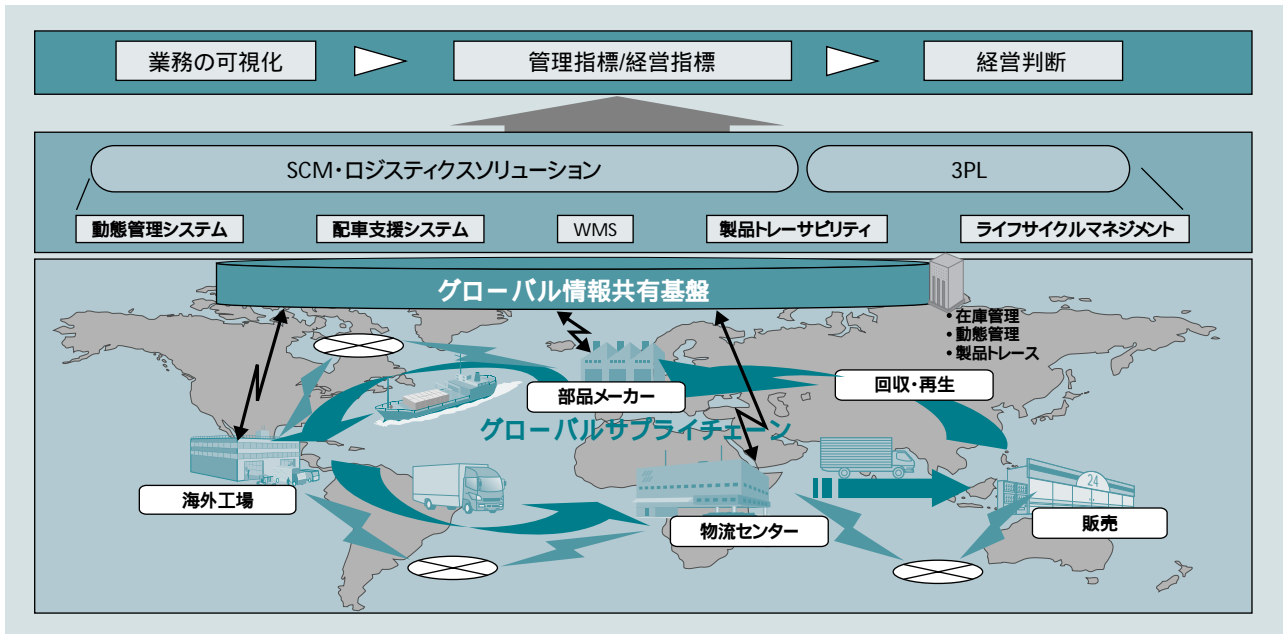 業務の可視化
管理指標/経営指標
経営判断
SCM・ロジスティクスソリューション
3PL
動態管理システム
配車支援システム
WMS
製品トレーサビリティ
ライフサイクルマネジメント
グローバル情報共有基盤
・在庫管理
・動態管理
・製品トレース
部品メーカー
回収・再生
グローバルサプライチェーン
海外工場
24
物流センター
販売